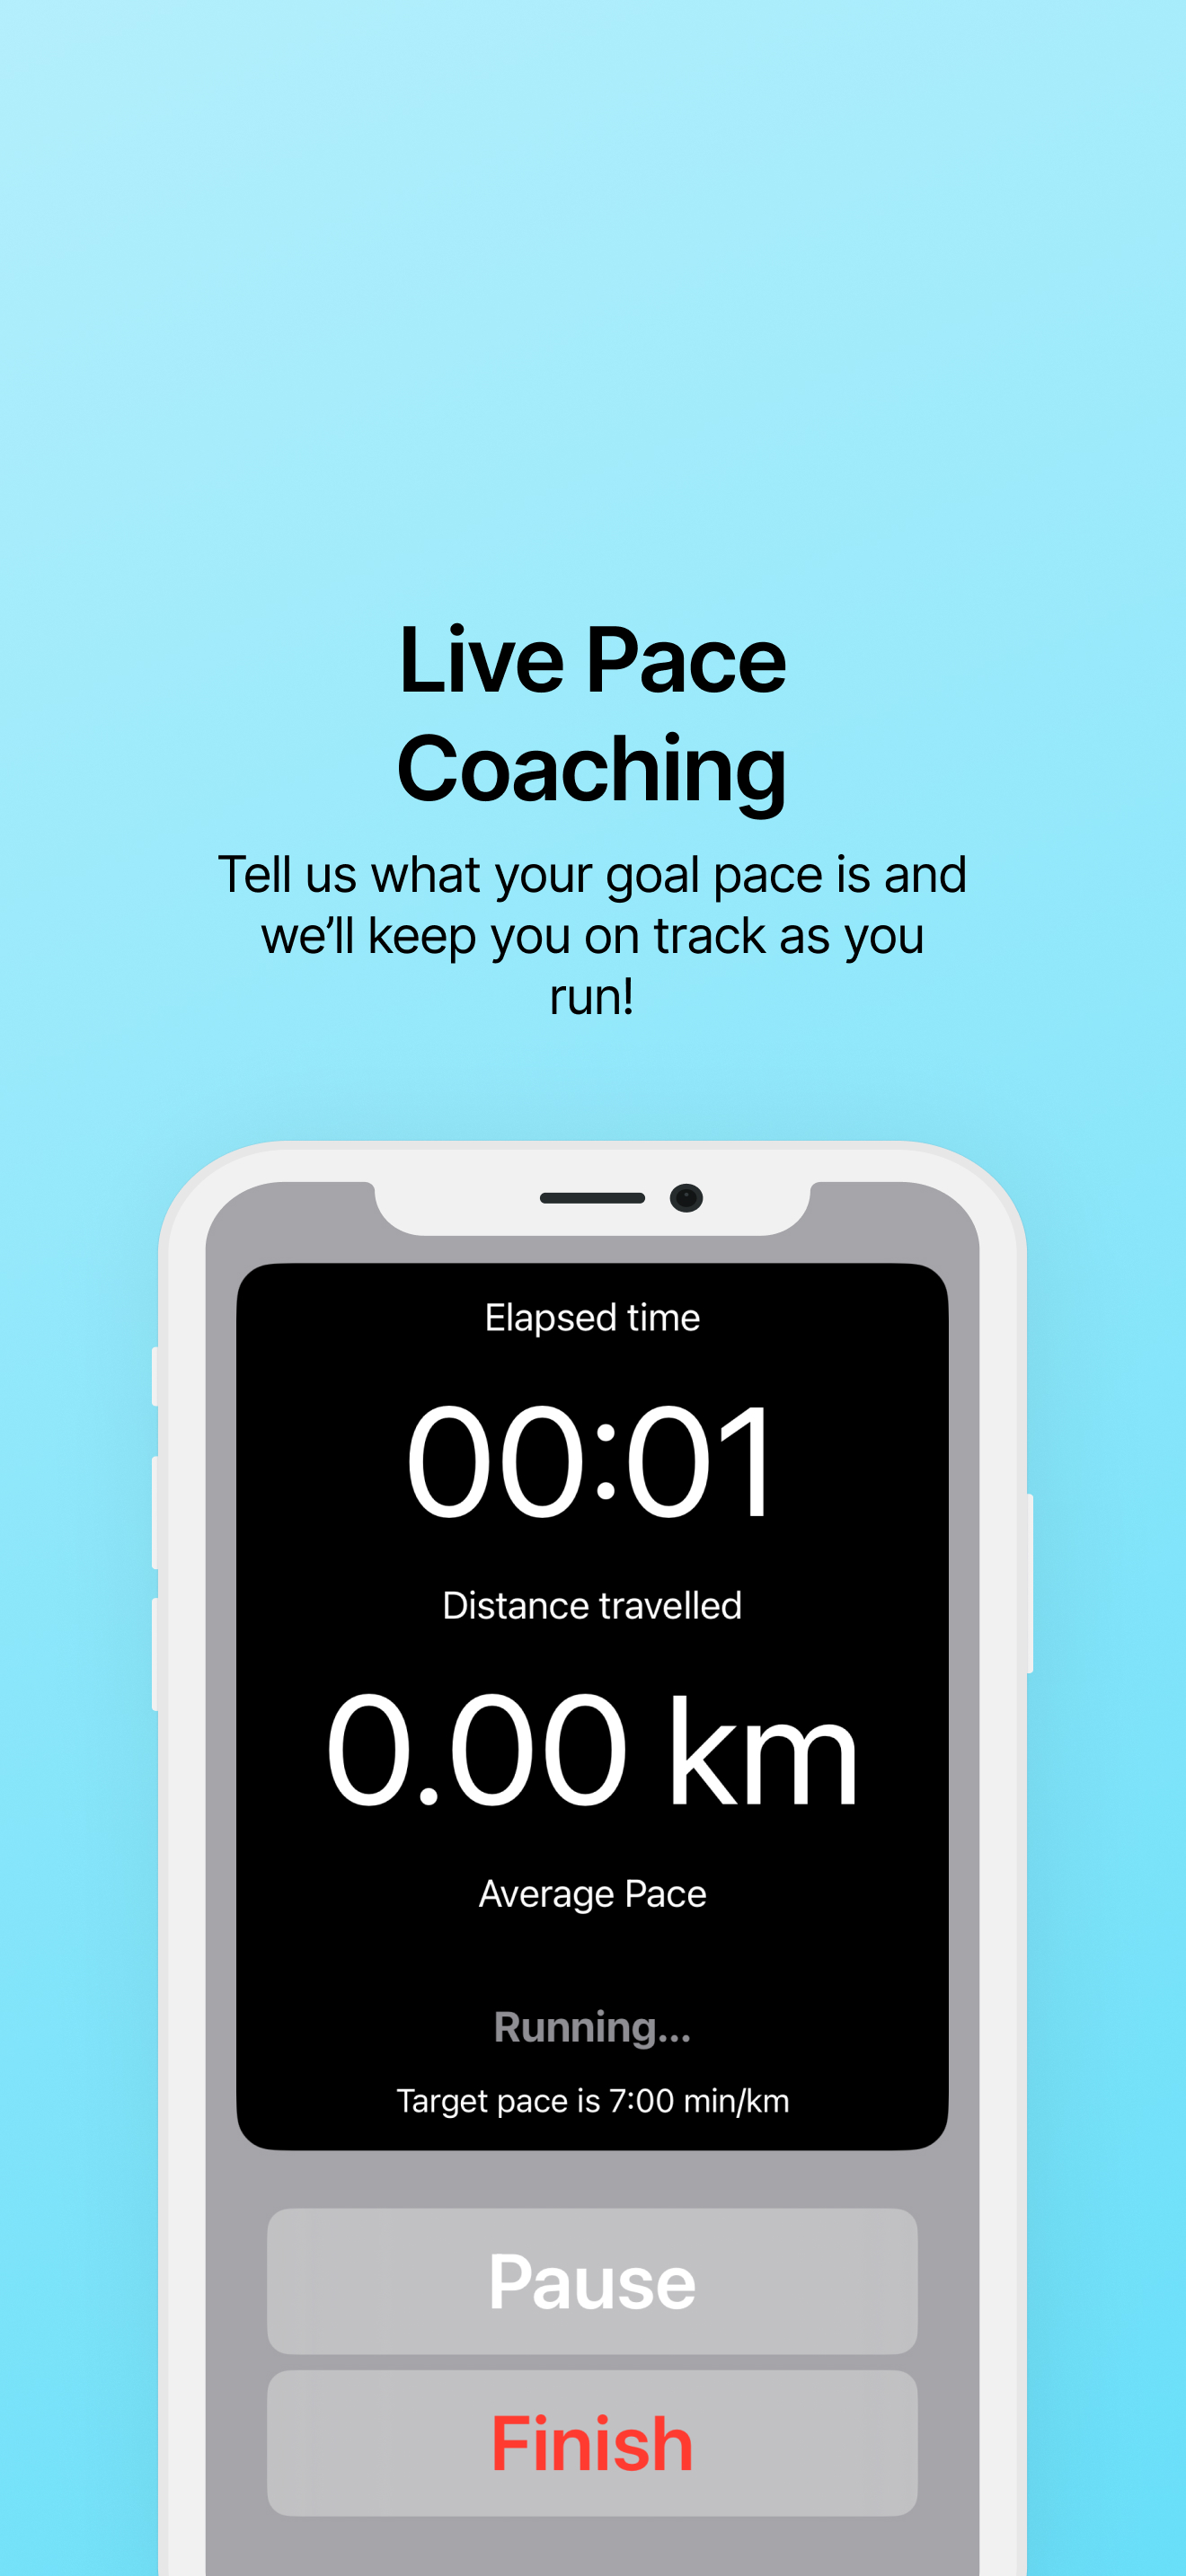 Live Pace
Coaching
Tell us what your goal pace is and
we’ll keep you on track as you
run!
Elapsed time
00:01
Distance travelled
0.00 km
Average Pace
Running...
Target pace is 7:00 min/km
Pause
Finish